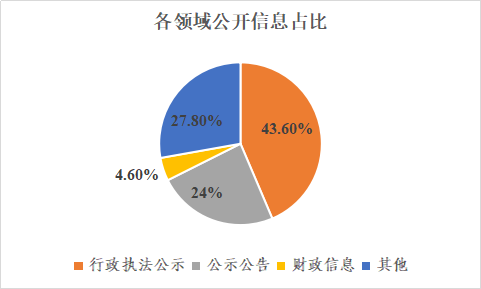 各领域公开信息占比
27.80%
43.60%
4.60%
24%
行政执法公示 公示公告 财政信息 其他